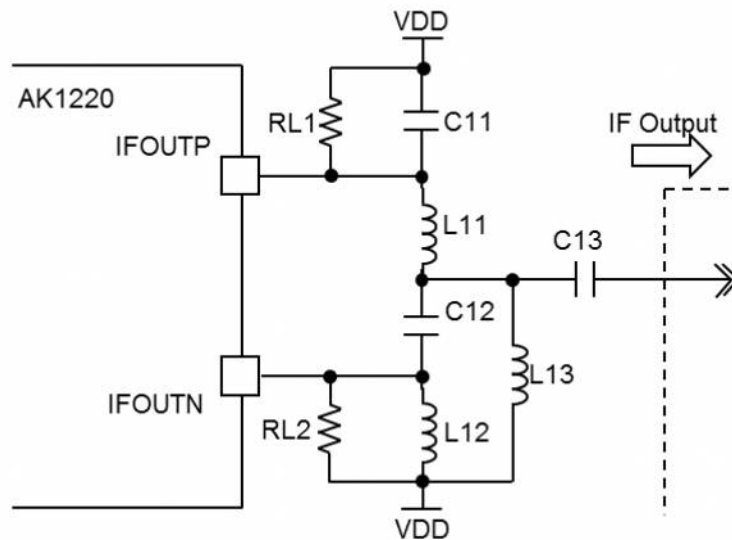 VDD
AK1220
RL1
C11
IF Output
IFOUTP
L11
C13
C12
L13
IFOUTN
RL2
L12
VDD